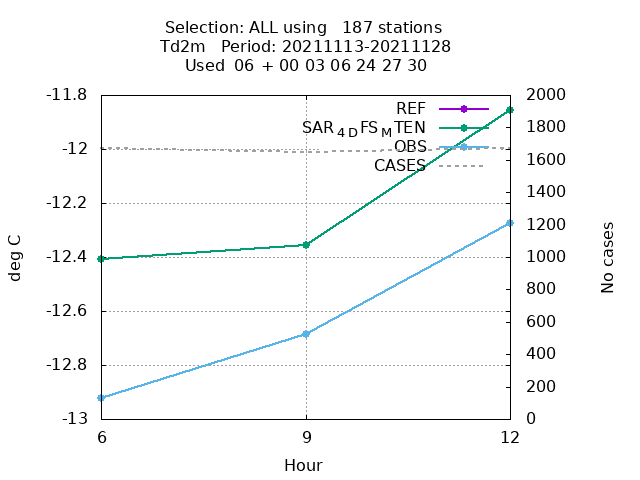 Selection: ALL using   187 stations
Td2m   Period: 20211113-20211128
Used  06 + 00 03 06 24 27 30
-11.8
-12
-12.2
-12.4
-12.6
-12.8
-13
2000
1800
1600
1400
1200
1000
800
600
400
200
0
REF
SAR4DFSMTEN
OBS
CASES
deg C
No cases
6
9
12
Hour